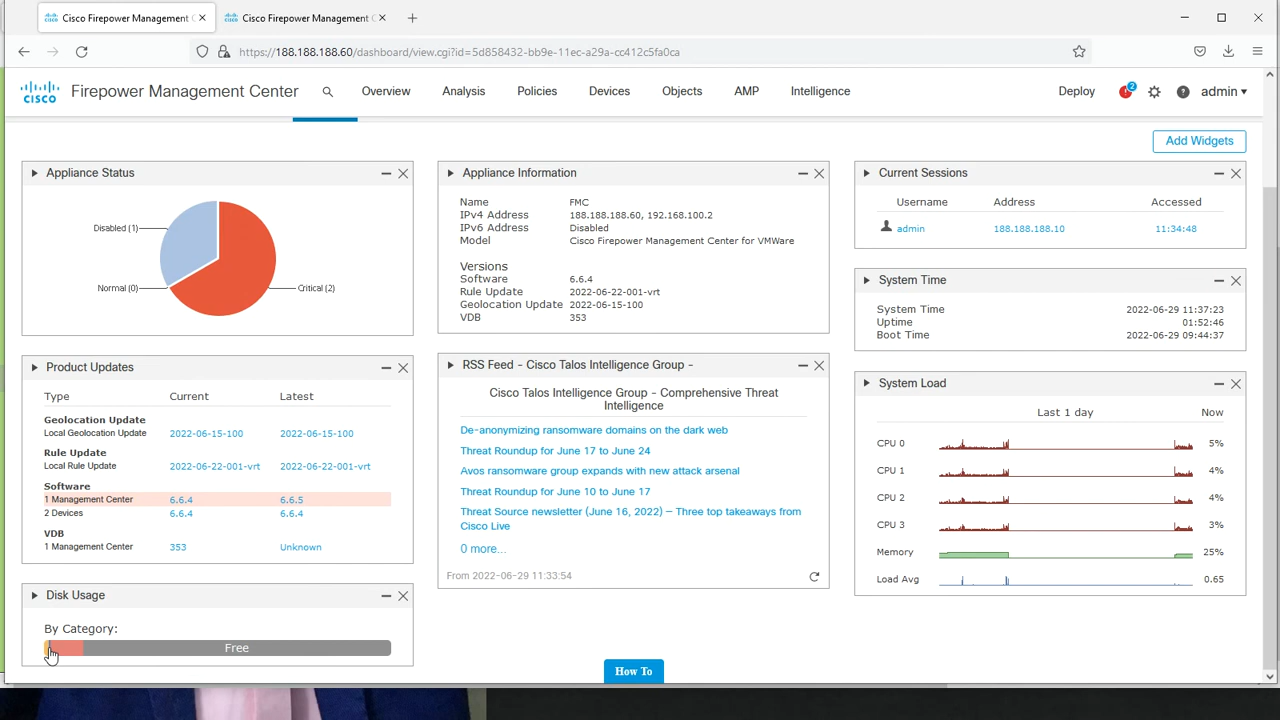 Cisco Firepower Management C
Cisco Firepower Management C
https://188.188.188.60/dashboard/view.cgi?id=5d858432-bb9e-11ec-a29a-cc412c5fa0ca
CISCO
Firepower Management Center
Overview
Analysis
Policies
Devices
Objects
AMP
Intelligence
Deploy
2
admin
Add Widgets
Appliance Status
Disabled (1)
Normal (0)
Critical (2)
Product Updates
Type Current Latest
Geolocation Update
Local Geolocation Update 2022-06-15-100 2022-06-15-100
Rule Update
Local Rule Update 2022-06-22-001-vrt 2022-06-22-001-vrt
Software
1 Management Center 6.6.4 6.6.5
2 Devices 6.6.4 6.6.4
VDB
1 Management Center 353 Unknown
Disk Usage
By Category:
Free
Appliance Information
Name FMC
IPv4 Address 188.188.188.60, 192.168.100.2
IPv6 Address Disabled
Model Cisco Firepower Management Center for VMWare
Versions
Software 6.6.4
Rule Update 2022-06-22-001-vrt
Geolocation Update 2022-06-15-100
VDB 353
RSS Feed - Cisco Talos Intelligence Group -
Cisco Talos Intelligence Group - Comprehensive Threat
Intelligence
De-anonymizing ransomware domains on the dark web
Threat Roundup for June 17 to June 24
Avos ransomware group expands with new attack arsenal
Threat Roundup for June 10 to June 17
Threat Source newsletter (June 16, 2022) — Three top takeaways from
Cisco Live
0 more...
From 2022-06-29 11:33:54
How To
Current Sessions
Username Address Accessed
admin 188.188.188.10 11:34:48
System Time
System Time 2022-06-29 11:37:23
Uptime 01:52:46
Boot Time 2022-06-29 09:44:37
System Load
Last 1 day Now
CPU 0 5%
CPU 1 4%
CPU 2 4%
CPU 3 3%
Memory 25%
Load Avg 0.65